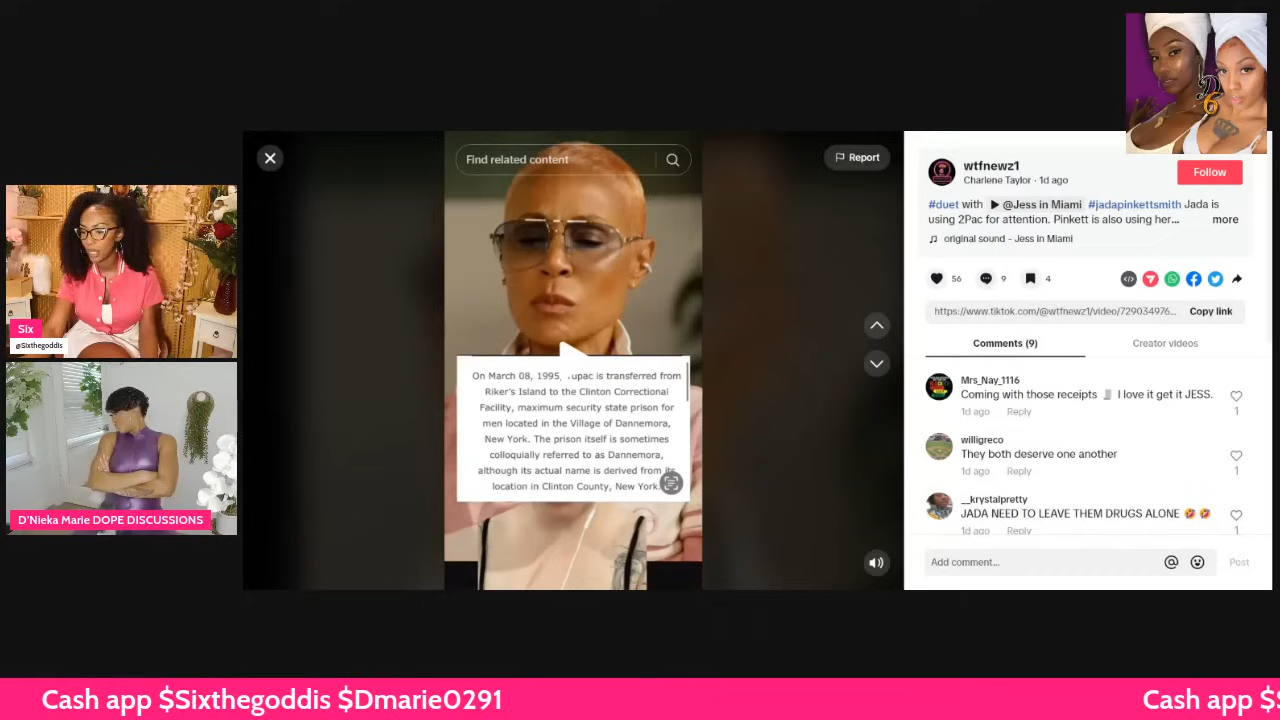 D
6
Six
@Sixthegoddis
D'Nieka Marie DOPE DISCUSSIONS
Find related content
Report
On March 08, 1995, upac is transferred from
Riker's Island to the Clinton Correctional
Facility, maximum security state prison for
men located in the Village of Dannemora,
New York. The prison itself is sometimes
colloquially referred to as Dannemora,
although its actual name is derived from its
location in Clinton County, New York.
wtfnewz1
Charlene Taylor · 1d ago
Follow
#duet with ▶ @Jess in Miami #jadapinkettsmith Jada is
using 2Pac for attention. Pinkett is also using her... more
♫ original sound - Jess in Miami
56 9 4
https://www.tiktok.com/@wtfnewz1/video/729034976... Copy link
Comments (9) Creator videos
Mrs_Nay_1116
Coming with those receipts 🧾 I love it get it JESS.
1d ago Reply 1
willigreco
They both deserve one another
1d ago Reply 1
__krystalpretty
JADA NEED TO LEAVE THEM DRUGS ALONE 🤣 🤣
1d ago Reply 1
Add comment... @ Post
Cash app $Sixthegoddis $Dmarie0291
Cash app $S